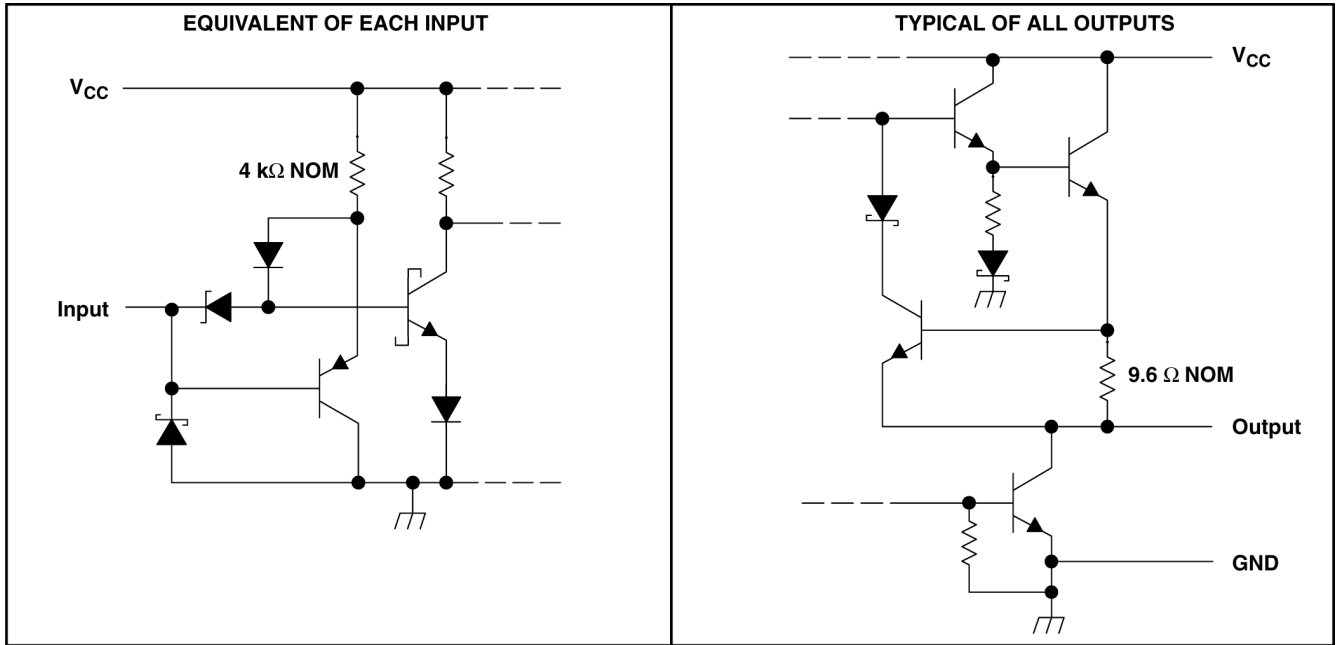 EQUIVALENT OF EACH INPUT
VCC
4 kΩ NOM
Input
TYPICAL OF ALL OUTPUTS
VCC
9.6 Ω NOM
Output
GND